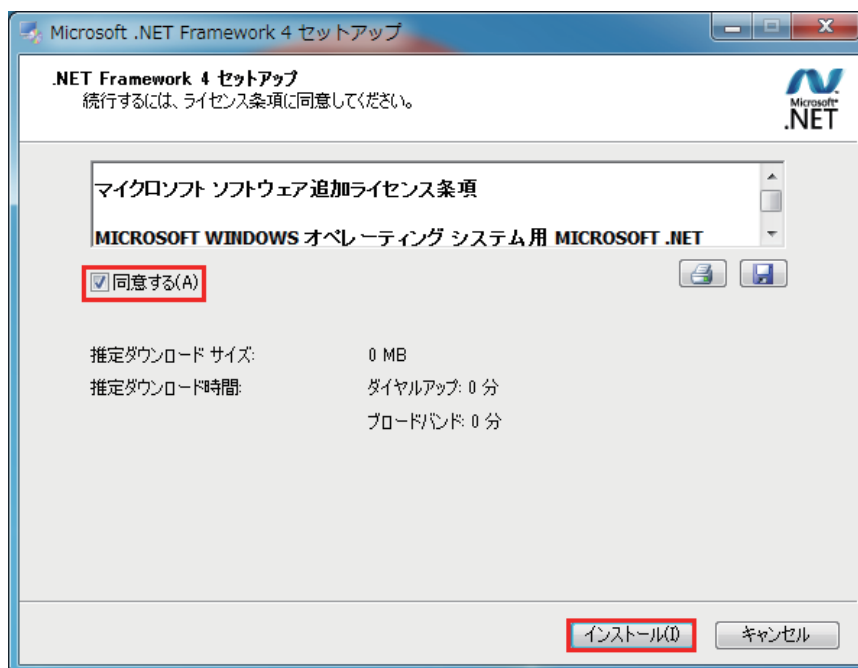 Microsoft .NET Framework 4 セットアップ
.NET Framework 4 セットアップ
続行するには、ライセンス条項に同意してください。
Microsoft
.NET
マイクロソフト ソフトウェア追加ライセンス条項
MICROSOFT WINDOWS オペレーティング システム用 MICROSOFT .NET
同意する(A)
推定ダウンロード サイズ: 0 MB
推定ダウンロード時間: ダイヤルアップ: 0 分
ブロードバンド: 0 分
インストール(I) キャンセル